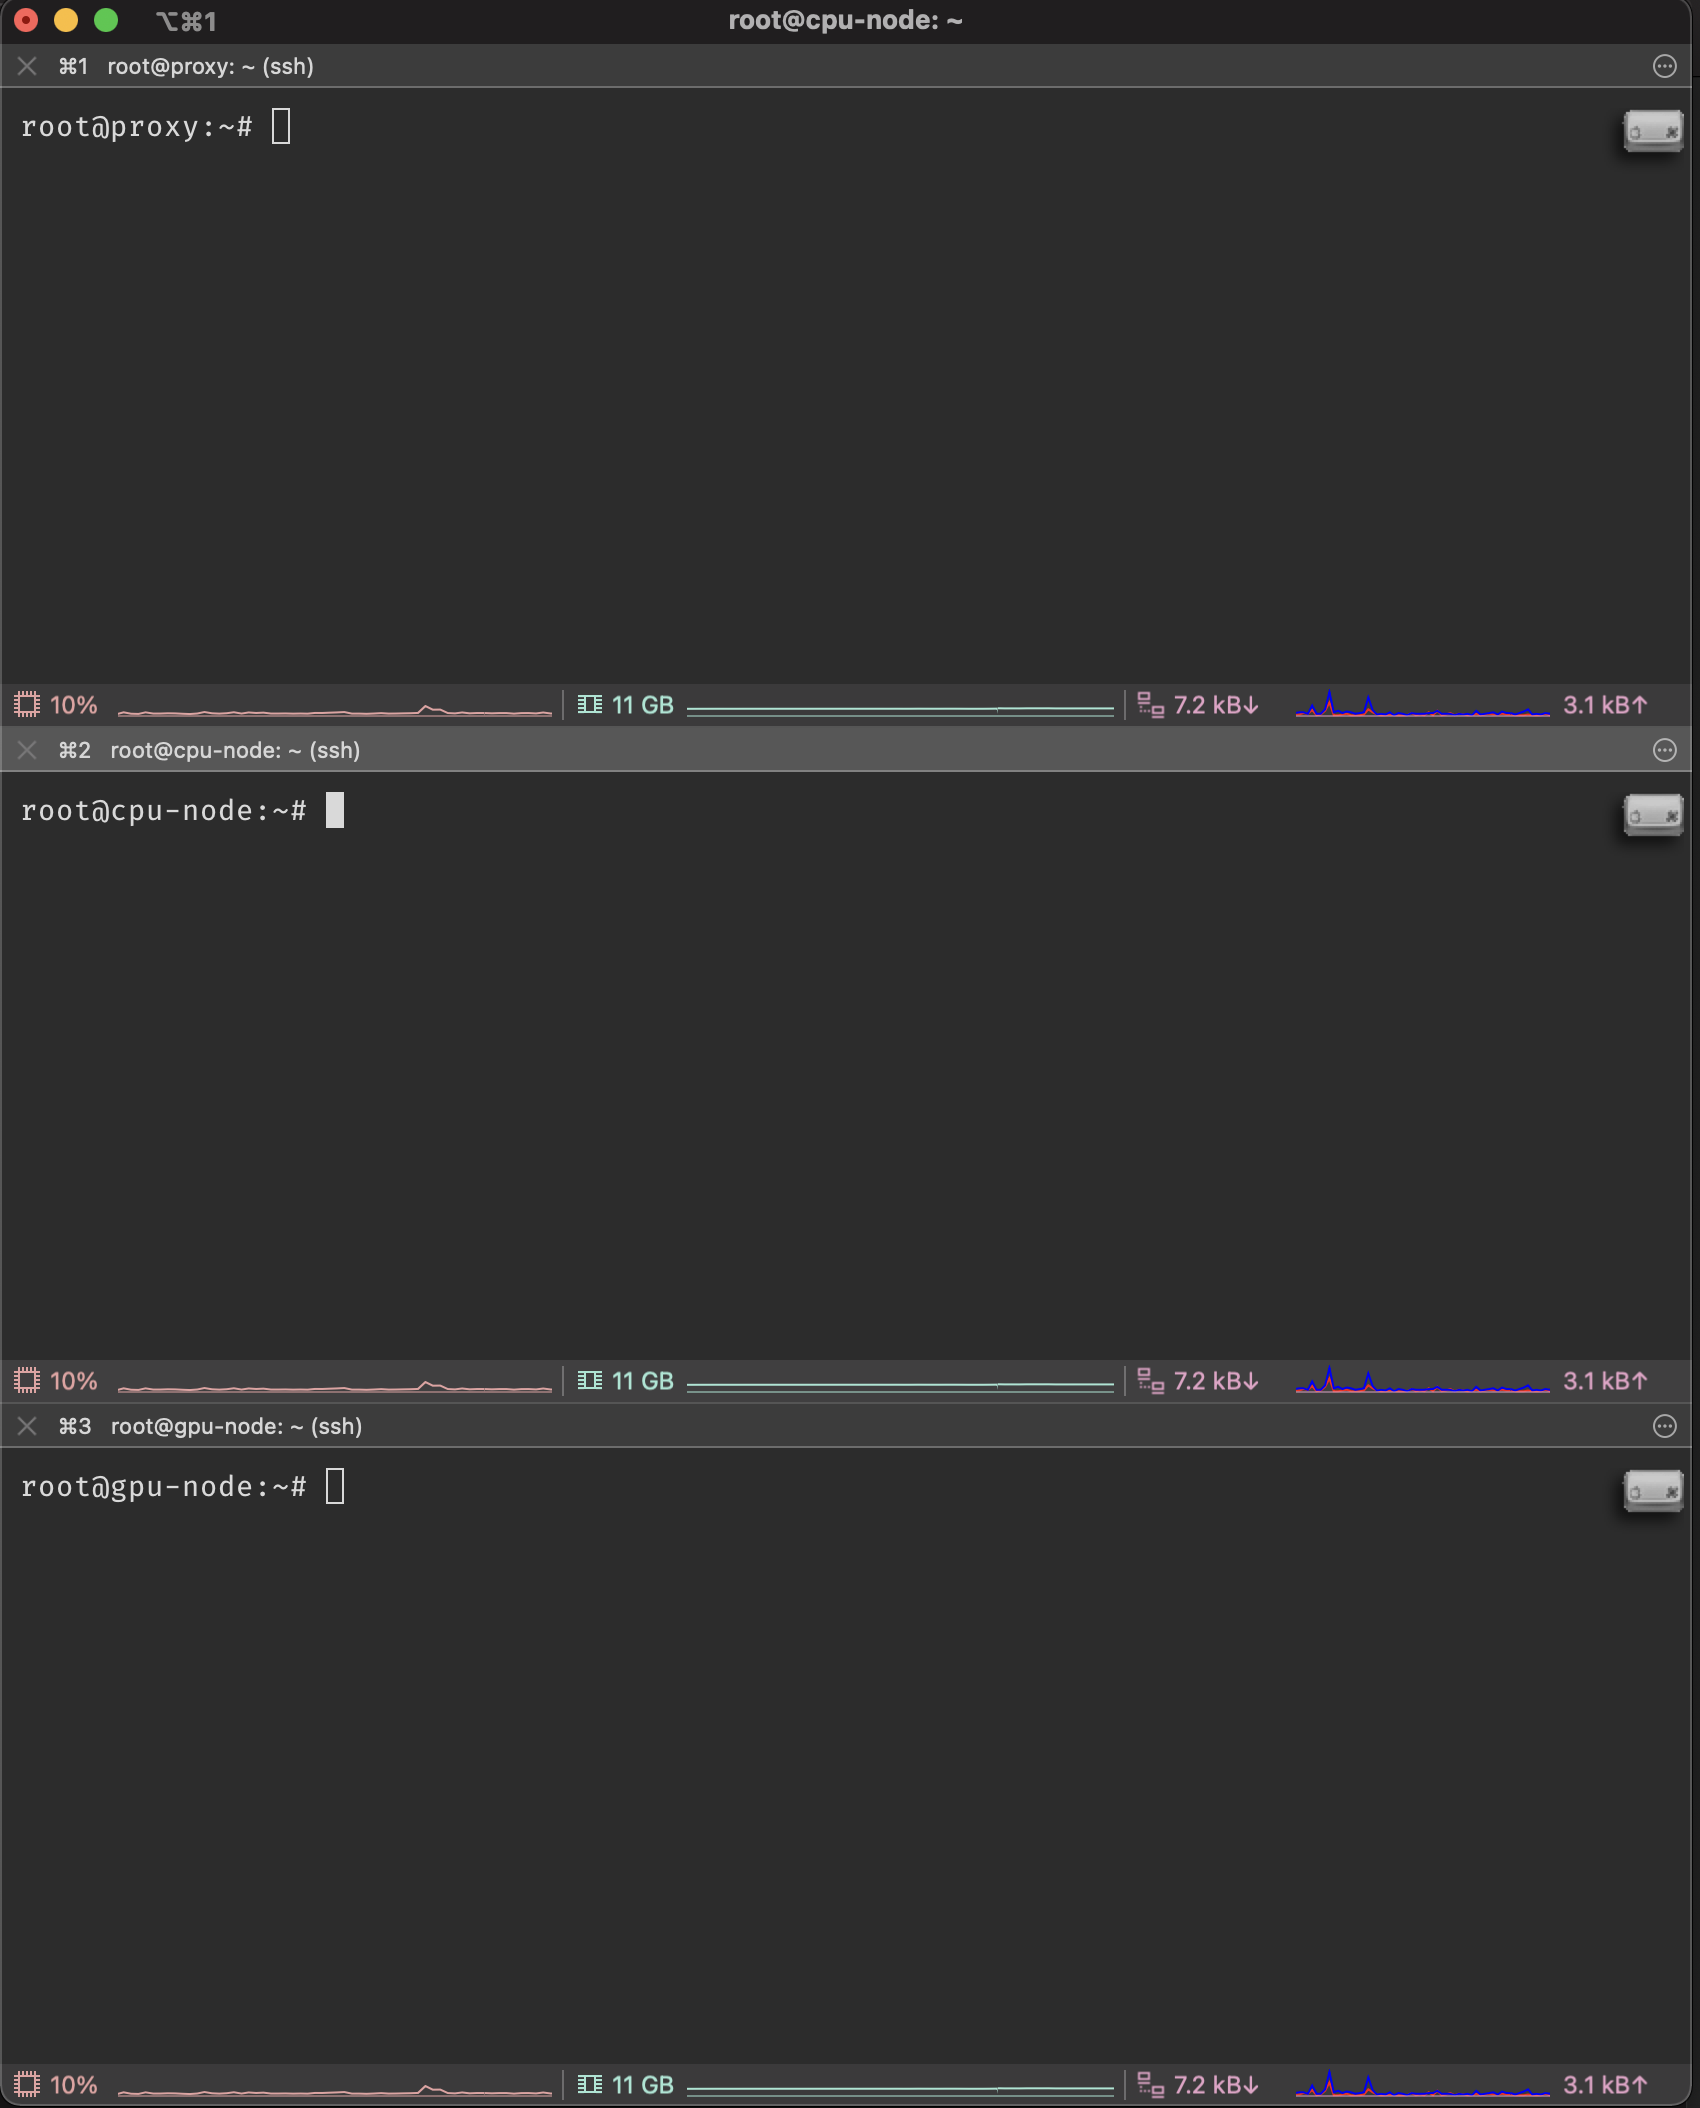 ⌥⌘1 root@cpu-node: ~
⌘1 root@proxy: ~ (ssh)
root@proxy:~#
10% 11 GB 7.2 kB↓ 3.1 kB↑
⌘2 root@cpu-node: ~ (ssh)
root@cpu-node:~#
10% 11 GB 7.2 kB↓ 3.1 kB↑
⌘3 root@gpu-node: ~ (ssh)
root@gpu-node:~#
10% 11 GB 7.2 kB↓ 3.1 kB↑